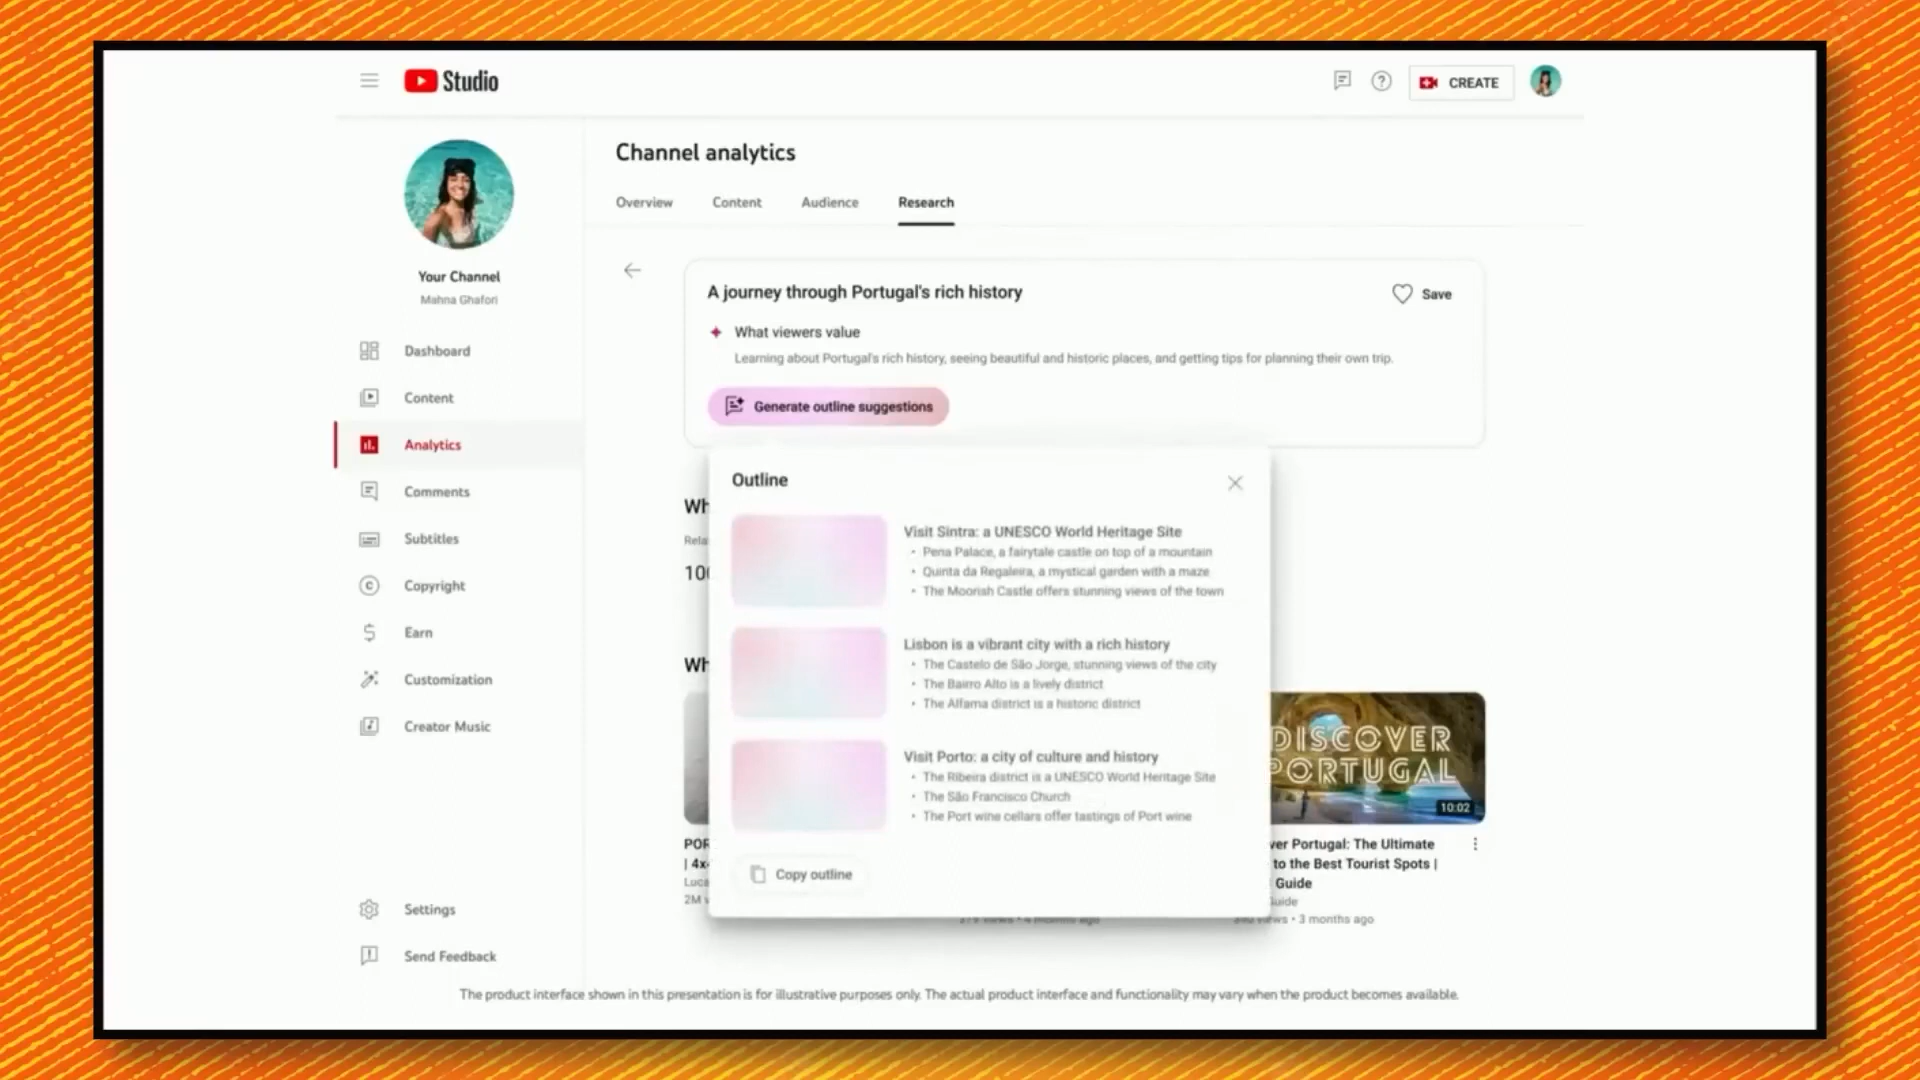 Studio
CREATE
Channel analytics
Overview
Content
Audience
Research
Your Channel
Mahna Ghafori
Dashboard
Content
Analytics
Comments
Subtitles
Copyright
Earn
Customization
Creator Music
Settings
Send Feedback
A journey through Portugal's rich history
Save
What viewers value
Learning about Portugal's rich history, seeing beautiful and historic places, and getting tips for planning their own trip.
Generate outline suggestions
Outline
Visit Sintra: a UNESCO World Heritage Site
• Pena Palace, a fairytale castle on top of a mountain
• Quinta da Regaleira, a mystical garden with a maze
• The Moorish Castle offers stunning views of the town
Lisbon is a vibrant city with a rich history
• The Castelo de São Jorge, stunning views of the city
• The Bairro Alto is a lively district
• The Alfama district is a historic district
Visit Porto: a city of culture and history
• The Ribeira district is a UNESCO World Heritage Site
• The São Francisco Church
• The Port wine cellars offer tastings of Port wine
Copy outline
DISCOVER
PORTUGAL
10:02
ver Portugal: The Ultimate
to the Best Tourist Spots |
Guide
• 3 months ago
The product interface shown in this presentation is for illustrative purposes only. The actual product interface and functionality may vary when the product becomes available.